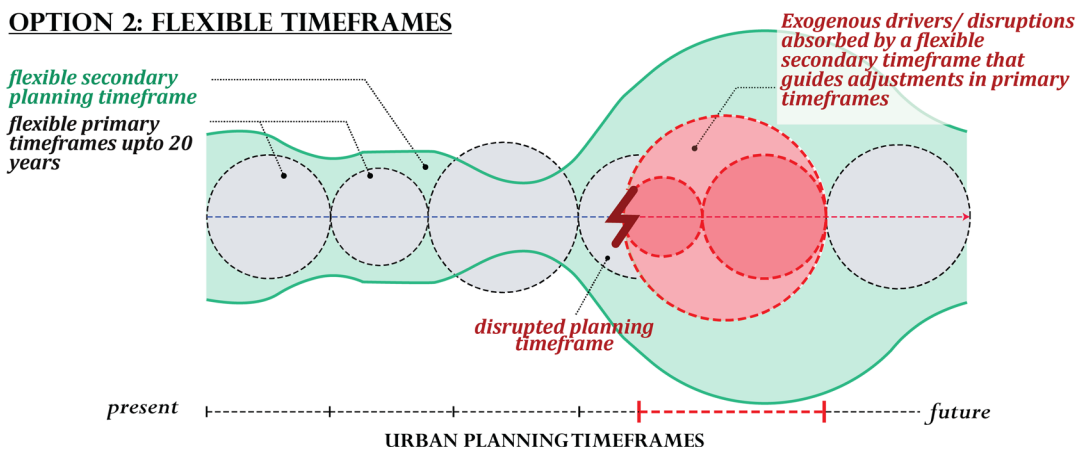 OPTION 2: FLEXIBLE TIMEFRAMES
Exogenous drivers/ disruptions
absorbed by a flexible
secondary timeframe that
guides adjustments in primary
timeframes
flexible secondary
planning timeframe
flexible primary
timeframes upto 20
years
disrupted planning
timeframe
present
future
URBAN PLANNING TIMEFRAMES